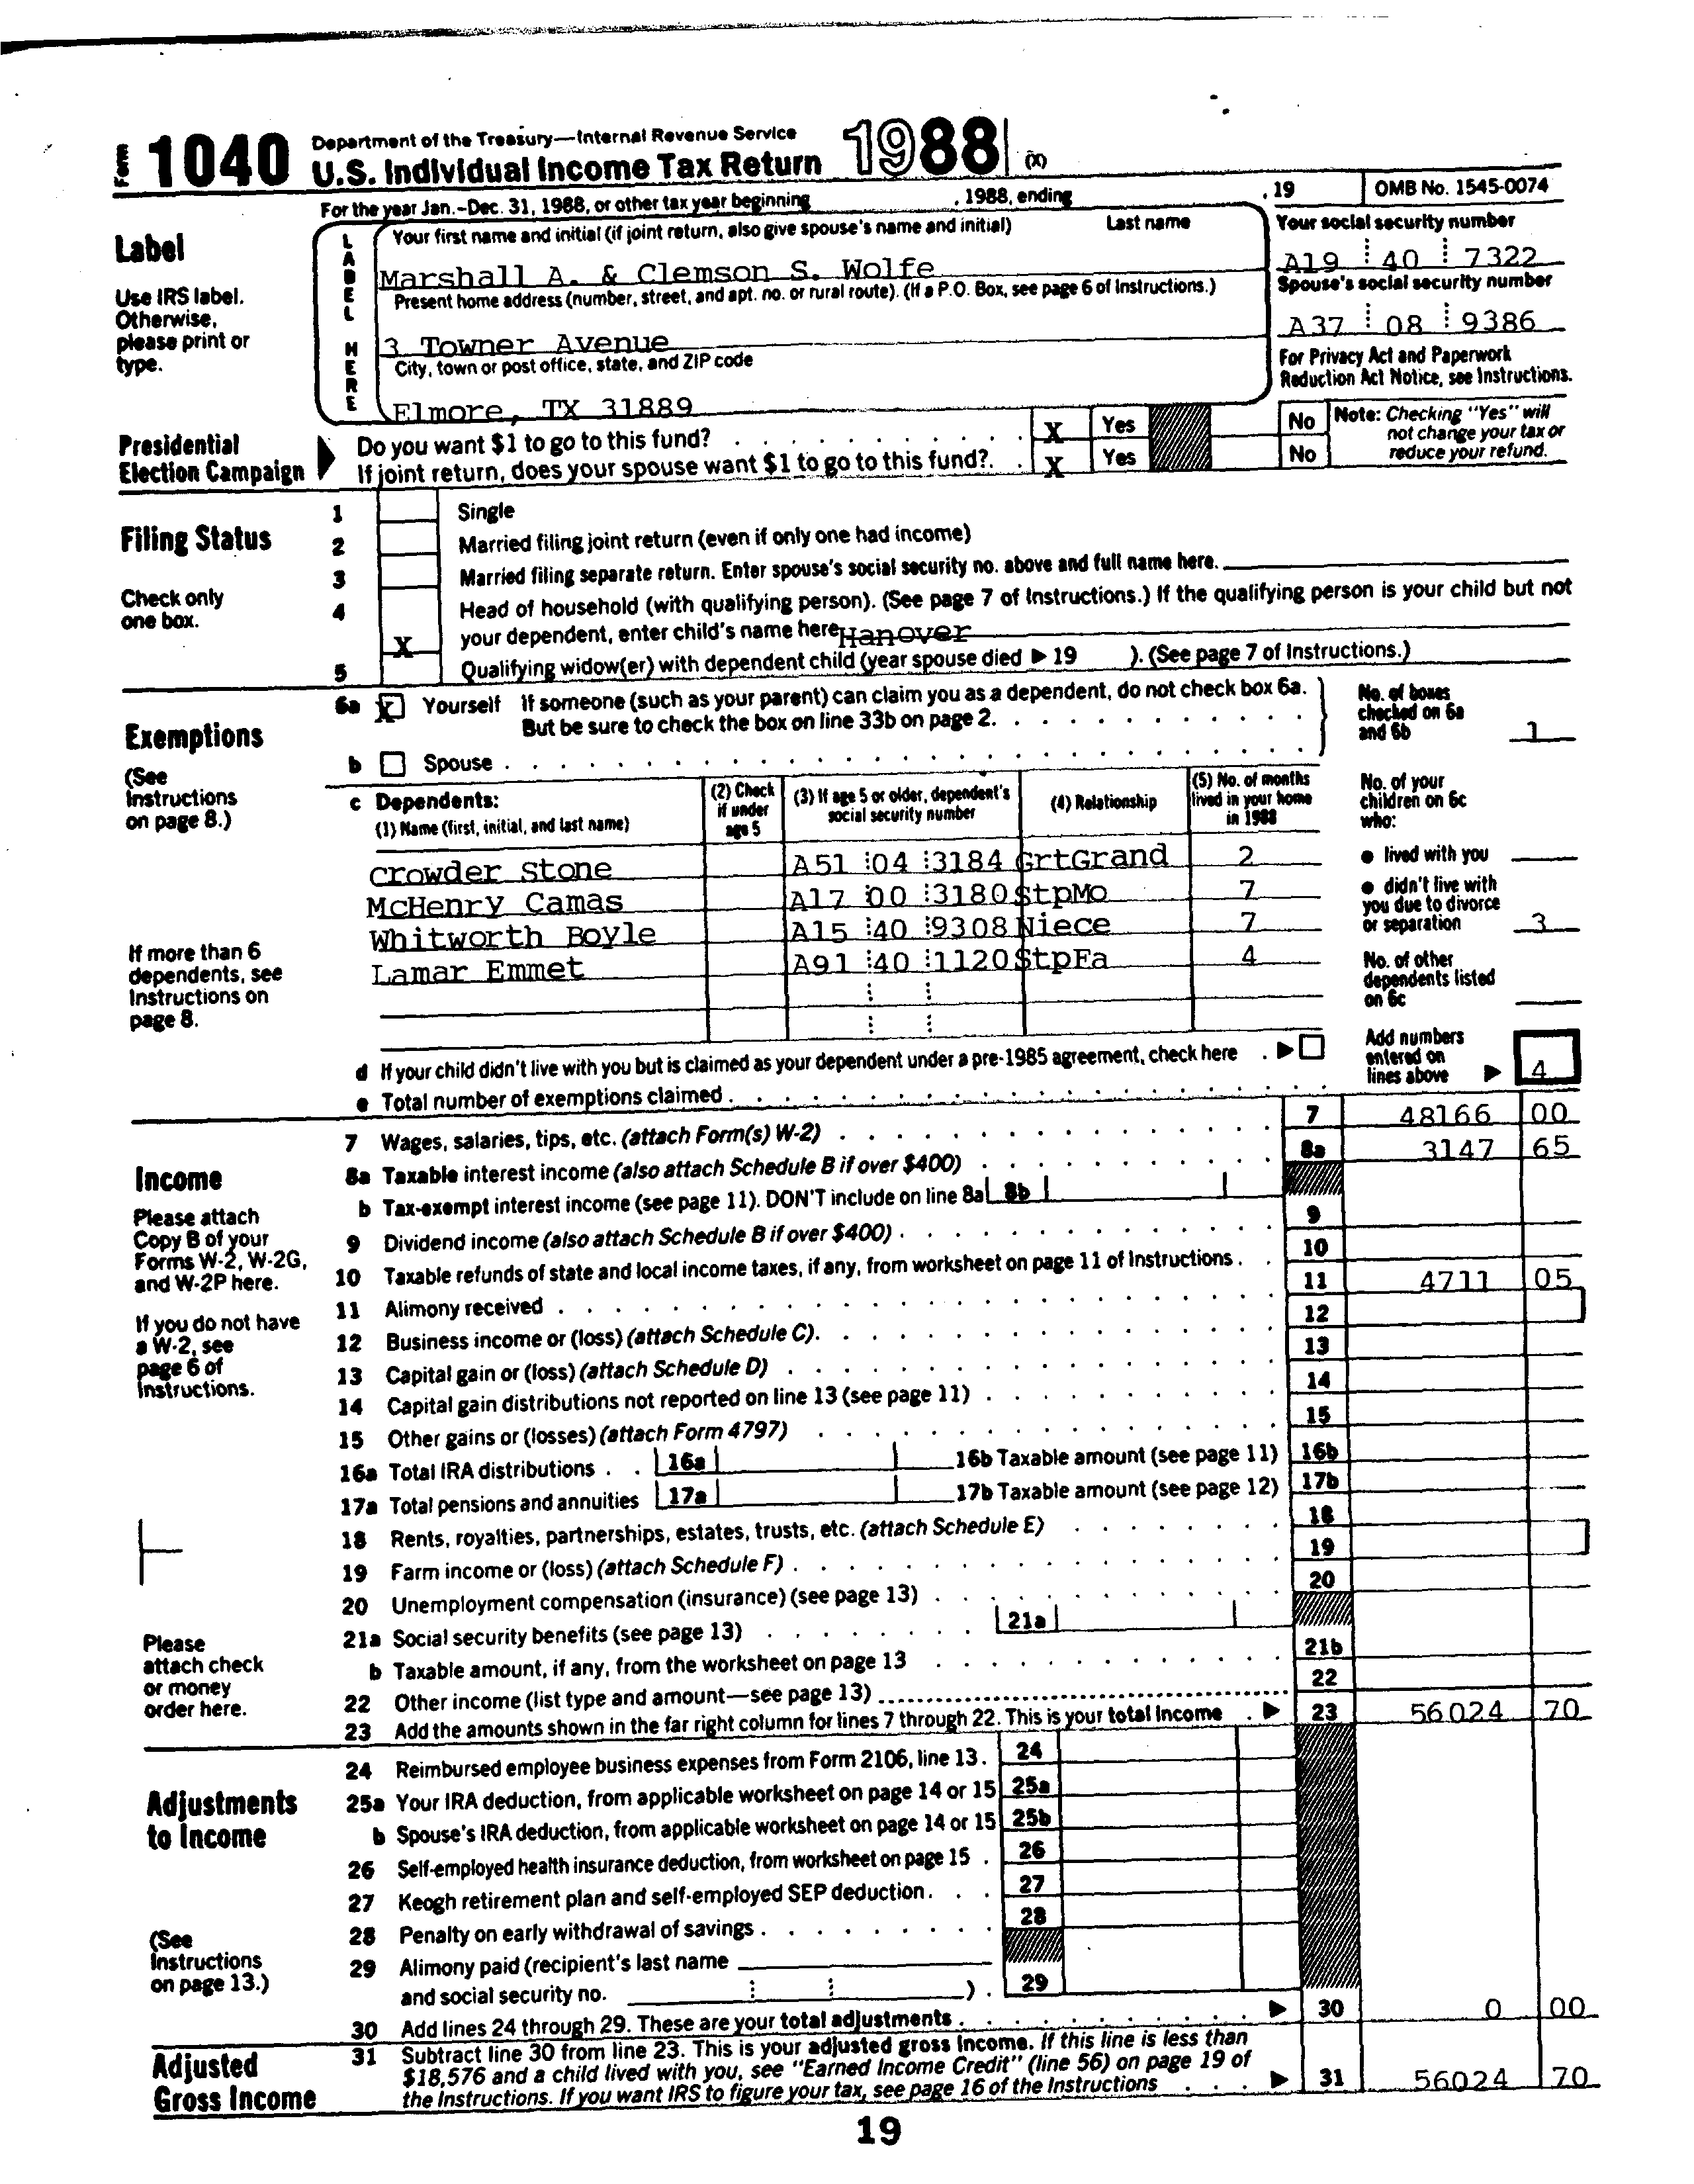 Form 1040 Department of the Treasury—Internal Revenue Service
U.S. Individual Income Tax Return 1988 (X)
For the year Jan.-Dec. 31, 1988, or other tax year beginning , 1988, ending , 19 OMB No. 1545-0074
Label
Use IRS label.
Otherwise,
please print or
type.
LABEL HERE
Your first name and initial (if joint return, also give spouse's name and initial) Last name
Marshall A. & Clemson S. Wolfe
Present home address (number, street, and apt. no. or rural route). (If a P.O. Box, see page 6 of Instructions.)
3 Towner Avenue
City, town or post office, state, and ZIP code
Elmore, TX 31889
Your social security number
A19 40 7322
Spouse's social security number
A37 08 9386
For Privacy Act and Paperwork
Reduction Act Notice, see Instructions.
Presidential
Election Campaign
Do you want $1 to go to this fund? X Yes No
If joint return, does your spouse want $1 to go to this fund? X Yes No
Note: Checking "Yes" will
not change your tax or
reduce your refund.
Filing Status
Check only
one box.
1 Single
2 Married filing joint return (even if only one had income)
3 Married filing separate return. Enter spouse's social security no. above and full name here.
4 Head of household (with qualifying person). (See page 7 of Instructions.) If the qualifying person is your child but not
X your dependent, enter child's name here Hanover
5 Qualifying widow(er) with dependent child (year spouse died ▶ 19 ). (See page 7 of Instructions.)
Exemptions
(See
Instructions
on page 8.)
If more than 6
dependents, see
Instructions on
page 8.
6a X Yourself If someone (such as your parent) can claim you as a dependent, do not check box 6a.
But be sure to check the box on line 33b on page 2.
b Spouse
No. of boxes
checked on 6a
and 6b 1
c Dependents:
(1) Name (first, initial, and last name)
(2) Check
if under
age 5
(3) If age 5 or older, dependent's
social security number
(4) Relationship
(5) No. of months
lived in your home
in 1988
Crowder Stone A51 04 3184 GrtGrand 2
McHenry Camas A17 00 3180 StpMo 7
Whitworth Boyle A15 40 9308 Niece 7
Lamar Emmet A91 40 1120 StpFa 4
No. of your
children on 6c
who:
● lived with you
● didn't live with
you due to divorce
or separation 3
No. of other
dependents listed
on 6c
d If your child didn't live with you but is claimed as your dependent under a pre-1985 agreement, check here ▶
e Total number of exemptions claimed
Add numbers
entered on
lines above ▶ 4
Income
Please attach
Copy B of your
Forms W-2, W-2G,
and W-2P here.
If you do not have
a W-2, see
page 6 of
Instructions.
Please
attach check
or money
order here.
7 Wages, salaries, tips, etc. (attach Form(s) W-2) 7 48166 00
8a Taxable interest income (also attach Schedule B if over $400) 8a 3147 65
b Tax-exempt interest income (see page 11). DON'T include on line 8a 8b
9 Dividend income (also attach Schedule B if over $400) 9
10 Taxable refunds of state and local income taxes, if any, from worksheet on page 11 of Instructions 10
11 Alimony received 11 4711 05
12 Business income or (loss) (attach Schedule C) 12
13 Capital gain or (loss) (attach Schedule D) 13
14 Capital gain distributions not reported on line 13 (see page 11) 14
15 Other gains or (losses) (attach Form 4797) 15
16a Total IRA distributions 16a 16b Taxable amount (see page 11) 16b
17a Total pensions and annuities 17a 17b Taxable amount (see page 12) 17b
18 Rents, royalties, partnerships, estates, trusts, etc. (attach Schedule E) 18
19 Farm income or (loss) (attach Schedule F) 19
20 Unemployment compensation (insurance) (see page 13) 20
21a Social security benefits (see page 13) 21a
b Taxable amount, if any, from the worksheet on page 13 21b
22 Other income (list type and amount—see page 13) 22
23 Add the amounts shown in the far right column for lines 7 through 22. This is your total income ▶ 23 56024 70
Adjustments
to Income
(See
Instructions
on page 13.)
24 Reimbursed employee business expenses from Form 2106, line 13. 24
25a Your IRA deduction, from applicable worksheet on page 14 or 15 25a
b Spouse's IRA deduction, from applicable worksheet on page 14 or 15 25b
26 Self-employed health insurance deduction, from worksheet on page 15 26
27 Keogh retirement plan and self-employed SEP deduction 27
28 Penalty on early withdrawal of savings 28
29 Alimony paid (recipient's last name
and social security no. ) 29
30 Add lines 24 through 29. These are your total adjustments ▶ 30 0 00
Adjusted
Gross Income
31 Subtract line 30 from line 23. This is your adjusted gross income. If this line is less than
$18,576 and a child lived with you, see "Earned Income Credit" (line 56) on page 19 of
the Instructions. If you want IRS to figure your tax, see page 16 of the Instructions ▶ 31 56024 70
19